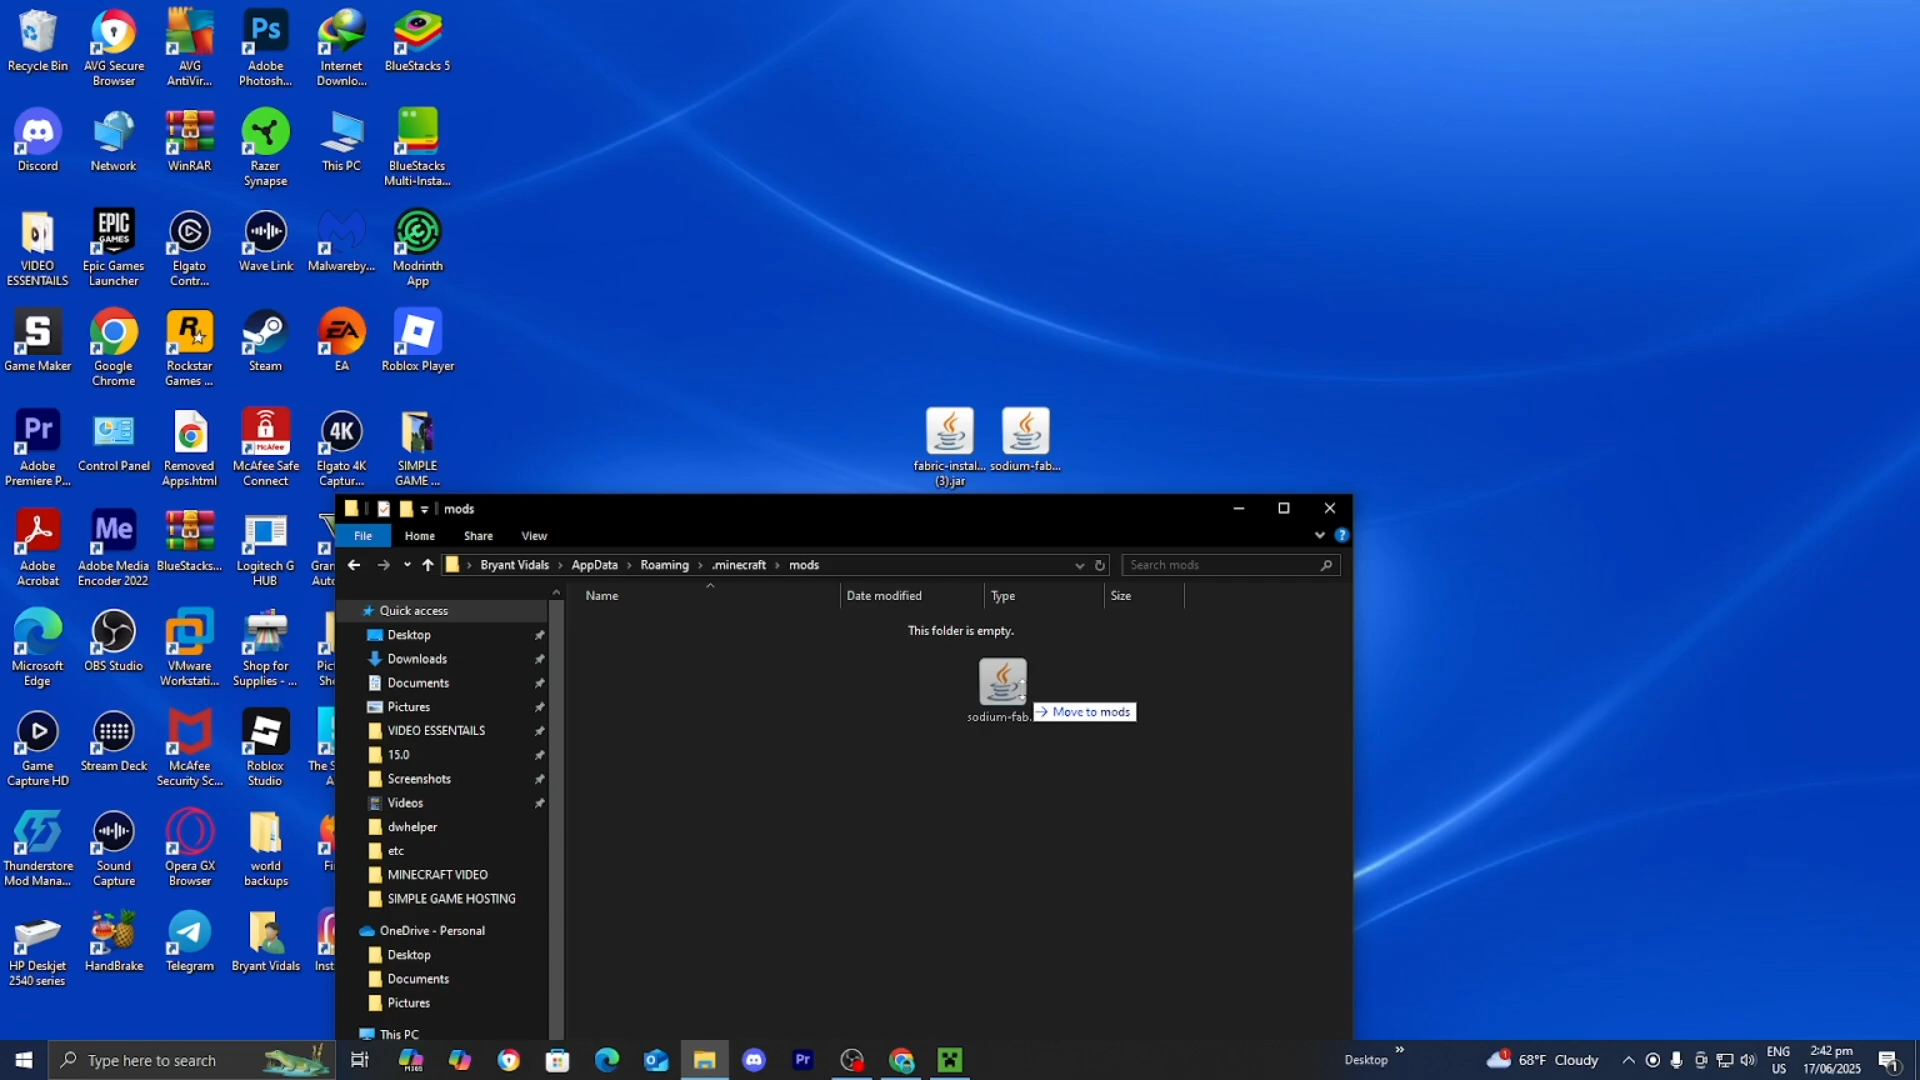 Recycle Bin
AVG Secure
Browser
AVG
AntiVir...
Adobe
Photosh...
Internet
Downlo...
BlueStacks 5
Discord
Network
WinRAR
Razer
Synapse
This PC
BlueStacks
Multi-Insta...
VIDEO
ESSENTAILS
Epic Games
Launcher
Elgato
Contr...
Wave Link
Malwareby...
Modrinth
App
Game Maker
Google
Chrome
Rockstar
Games ...
Steam
EA
Roblox Player
Adobe
Premiere P...
Control Panel
Removed
Apps.html
McAfee Safe
Connect
Elgato 4K
Captur...
SIMPLE
GAME ...
fabric-instal...
(3).jar
sodium-fab...
Adobe
Acrobat
Adobe Media
Encoder 2022
BlueStacks...
Logitech G
HUB
Gran
Auto
Microsoft
Edge
OBS Studio
VMware
Workstati...
Shop for
Supplies - ...
Pict
Sho
Game
Capture HD
Stream Deck
McAfee
Security Sc...
Roblox
Studio
The S
A
Thunderstore
Mod Mana...
Sound
Capture
Opera GX
Browser
world
backups
Fi
HP Deskjet
2540 series
HandBrake
Telegram
Bryant Vidals
Inst
mods
File
Home
Share
View
Bryant Vidals > AppData > Roaming > .minecraft > mods
Search mods
Name
Date modified
Type
Size
This folder is empty.
sodium-fab.
Move to mods
Quick access
Desktop
Downloads
Documents
Pictures
VIDEO ESSENTAILS
15.0
Screenshots
Videos
dwhelper
etc
MINECRAFT VIDEO
SIMPLE GAME HOSTING
OneDrive - Personal
Desktop
Documents
Pictures
This PC
Type here to search
Desktop
68°F Cloudy
ENG
US
2:42 pm
17/06/2025